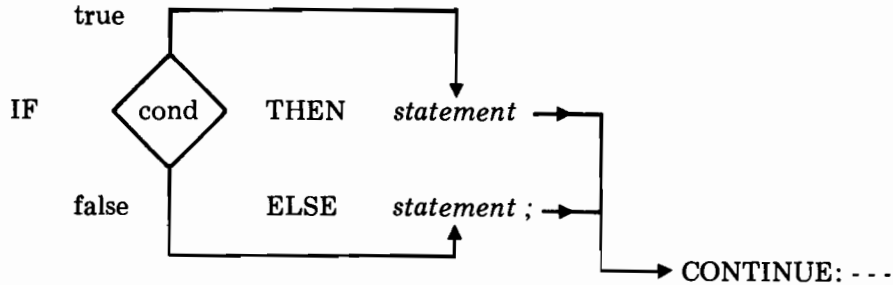 true
IF cond THEN statement
false ELSE statement ;
CONTINUE: - - -